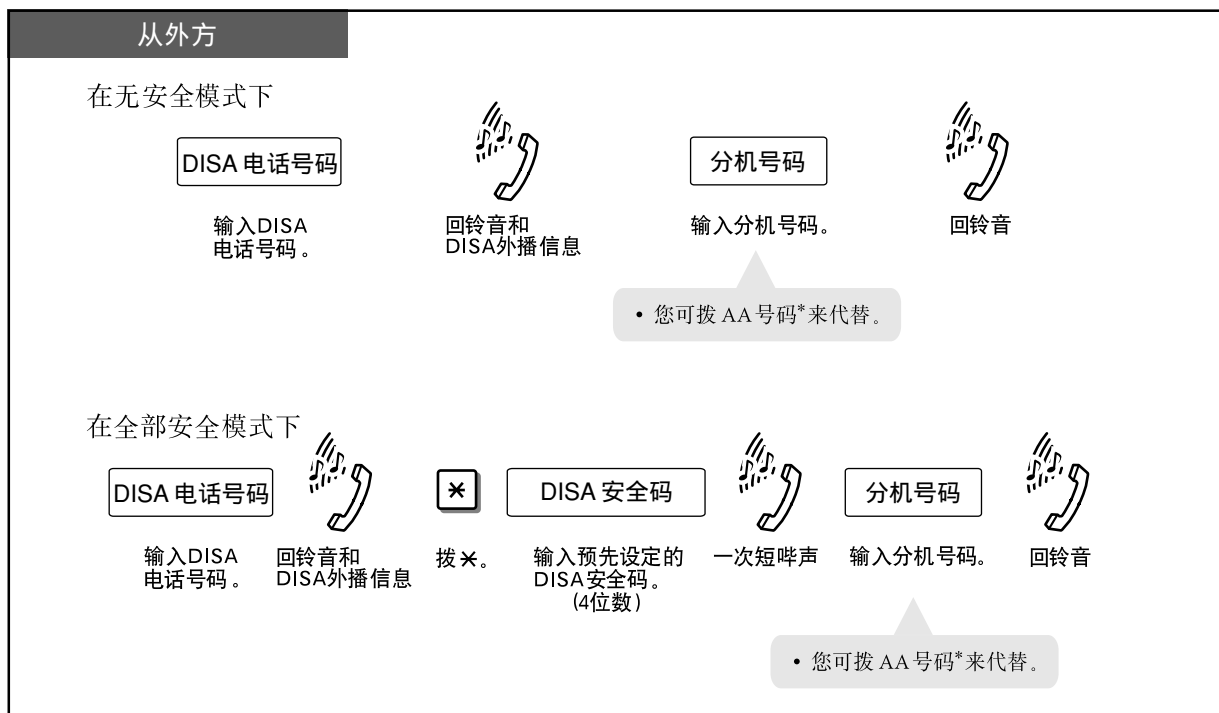 从外方
在无安全模式下
DISA 电话号码
分机号码
输入DISA
电话号码。
回铃音和
DISA外播信息
输入分机号码。
回铃音
• 您可拨 AA号码*来代替。
在全部安全模式下
DISA 电话号码
*
DISA 安全码
分机号码
输入DISA
电话号码。
回铃音和
DISA外播信息
拨*。
输入预先设定的
DISA安全码。
(4位数)
一次短哔声
输入分机号码。
回铃音
• 您可拨 AA号码*来代替。